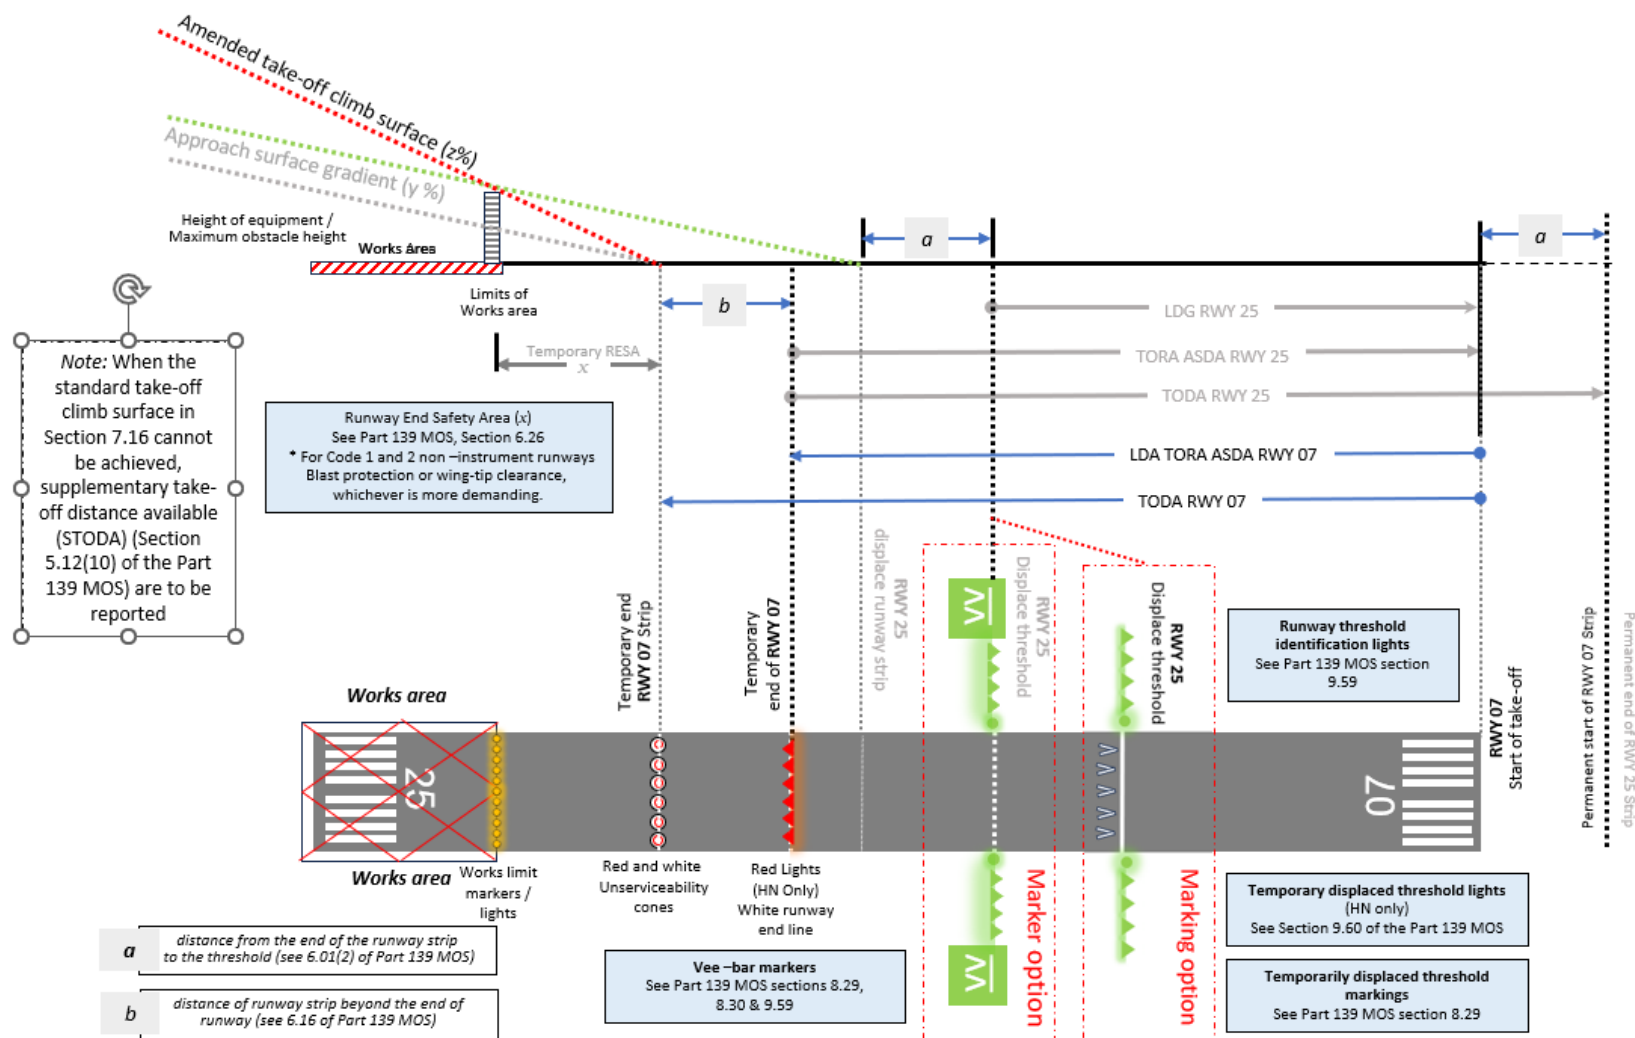 Amended take-off climb surface (z%)
Approach surface gradient (y %)
Height of equipment /
Maximum obstacle height
Works Area
Limits of
Works area
Temporary RESA
x
a
a
b
LDG RWY 25
TORA ASDA RWY 25
TODA RWY 25
LDA TORA ASDA RWY 07
TODA RWY 07
Note: When the
standard take-off
climb surface in
Section 7.16 cannot
be achieved,
supplementary take-
off distance available
(STODA) (Section
5.12(10) of the Part
139 MOS) are to be
reported
Runway End Safety Area (x)
See Part 139 MOS, Section 6.26
* For Code 1 and 2 non –instrument runways
Blast protection or wing-tip clearance,
whichever is more demanding.
Temporary end
RWY 07 Strip
Temporary
end of RWY 07
RWY 25
displace runway strip
RWY 25
Displace threshold
RWY 25
Displace threshold
Runway threshold
identification lights
See Part 139 MOS section
9.59
RWY 07
Start of take-off
Permanent start of RWY 07 Strip
Permanent end of RWY 25 Strip
Works area
25
07
Works area
Works limit
markers /
lights
Red and white
Unserviceability
cones
Red Lights
(HN Only)
White runway
end line
Marker option
Marking option
Temporary displaced threshold lights
(HN only)
See Section 9.60 of the Part 139 MOS
Vee –bar markers
See Part 139 MOS sections 8.29,
8.30 & 9.59
Temporarily displaced threshold
markings
See Part 139 MOS section 8.29
a
distance from the end of the runway strip
to the threshold (see 6.01(2) of Part 139 MOS)
b
distance of runway strip beyond the end of
runway (see 6.16 of Part 139 MOS)